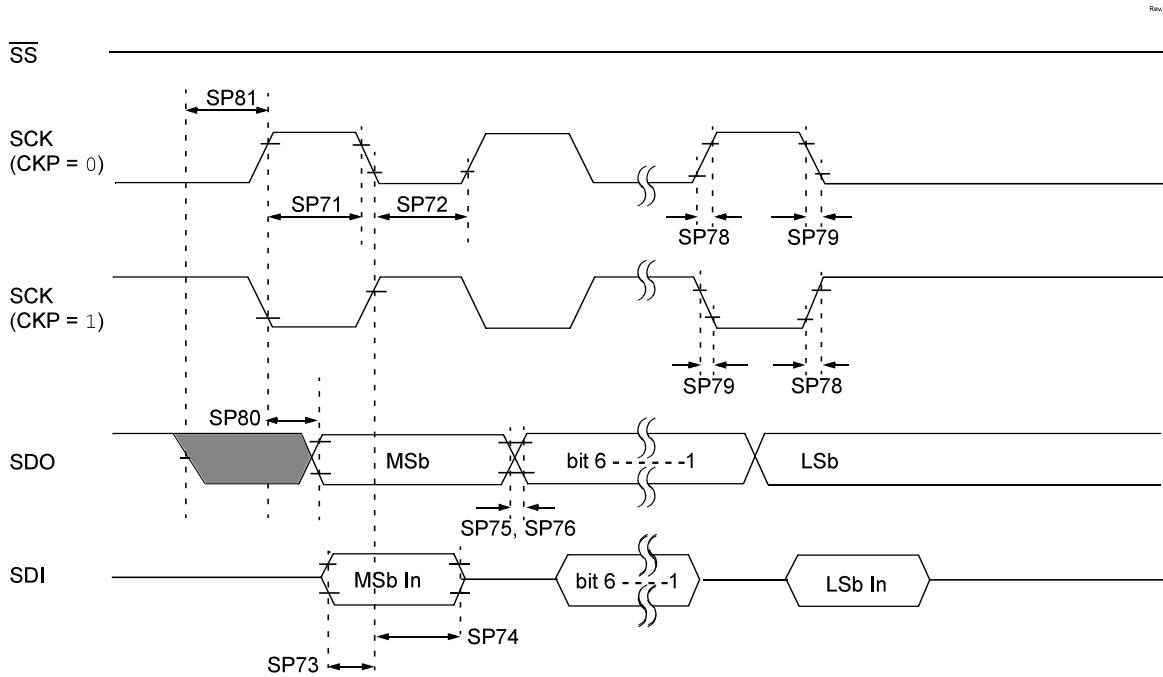 Rev.
SS
SP81
SCK
(CKP = 0)
SP71
SP72
SP78
SP79
SCK
(CKP = 1)
SP79
SP78
SP80
SDO
MSb
bit 6 - - - - - -1
LSb
SP75, SP76
SDI
MSb In
bit 6 - - - - -1
LSb In
SP74
SP73